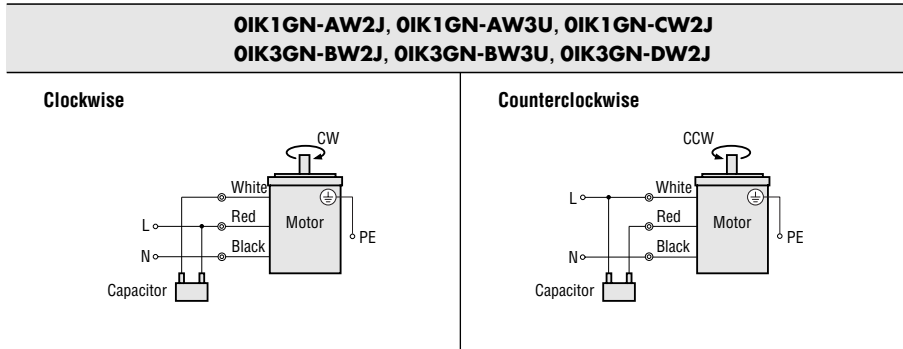 0IK1GN-AW2J, 0IK1GN-AW3U, 0IK1GN-CW2J
0IK3GN-BW2J, 0IK3GN-BW3U, 0IK3GN-DW2J
Clockwise
CW
White
L
Red
Motor
PE
N
Black
Capacitor
Counterclockwise
CCW
L
White
Red
Motor
PE
N
Black
Capacitor